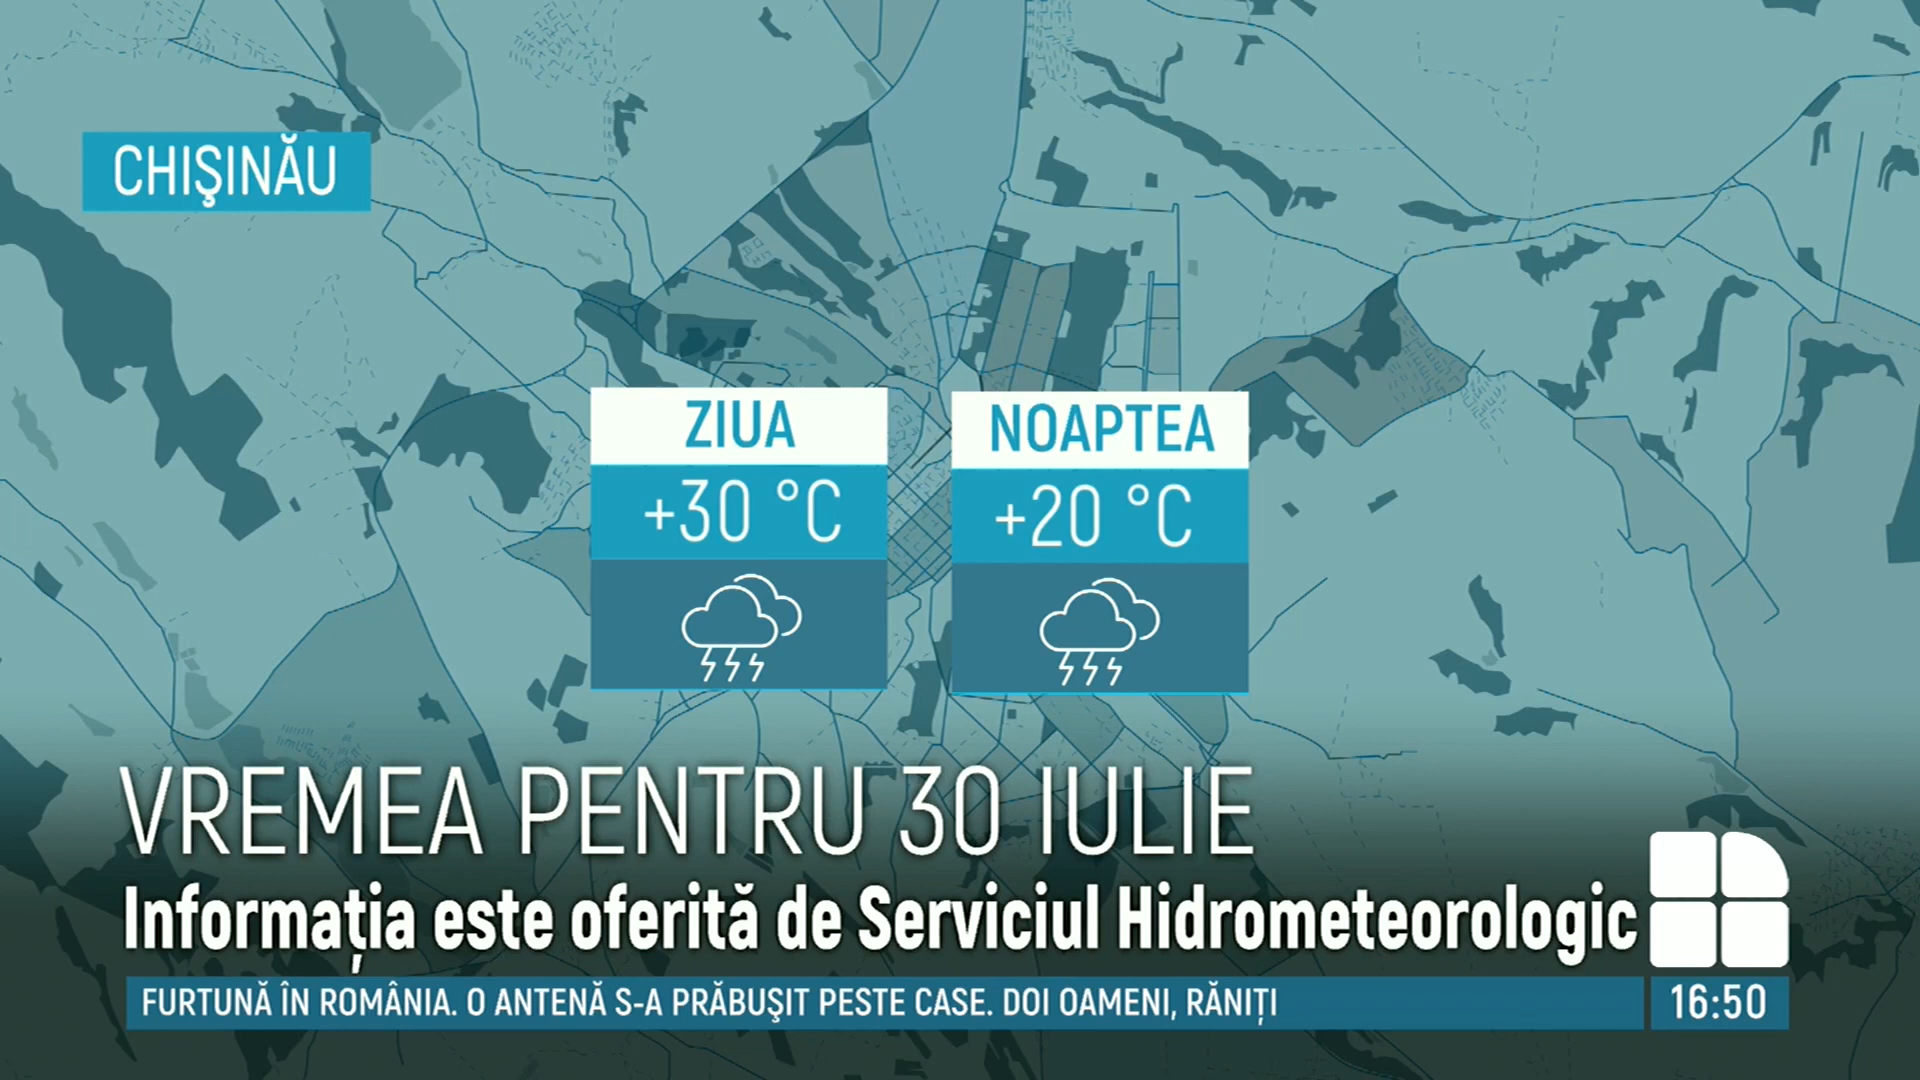 CHIŞINĂU
ZIUA
+30 °C
NOAPTEA
+20 °C
VREMEA PENTRU 30 IULIE
Informația este oferită de Serviciul Hidrometeorologic
FURTUNĂ ÎN ROMÂNIA. O ANTENĂ S-A PRĂBUŞIT PESTE CASE. DOI OAMENI, RĂNIȚI
16:50